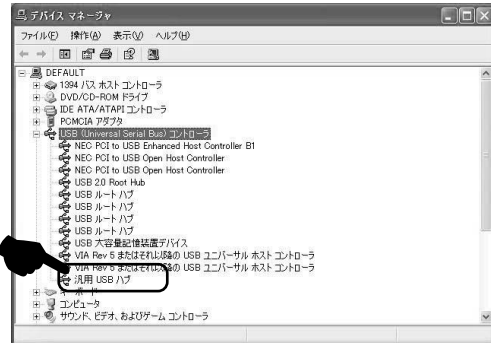 デバイス マネージャ
ファイル(F) 操作(A) 表示(V) ヘルプ(H)
DEFAULT
1394 バス ホスト コントローラ
DVD/CD-ROM ドライブ
IDE ATA/ATAPI コントローラ
PCMCIA アダプタ
USB (Universal Serial Bus) コントローラ
NEC PCI to USB Enhanced Host Controller B1
NEC PCI to USB Open Host Controller
NEC PCI to USB Open Host Controller
USB 2.0 Root Hub
USB ルート ハブ
USB ルート ハブ
USB ルート ハブ
USB ルート ハブ
USB 大容量記憶装置デバイス
VIA Rev 5 またはそれ以降の USB ユニバーサル ホスト コントローラ
VIA Rev 5 またはそれ以降の USB ユニバーサル ホスト コントローラ
汎用 USB ハブ
キーボード
コンピュータ
サウンド、ビデオ、およびゲーム コントローラ